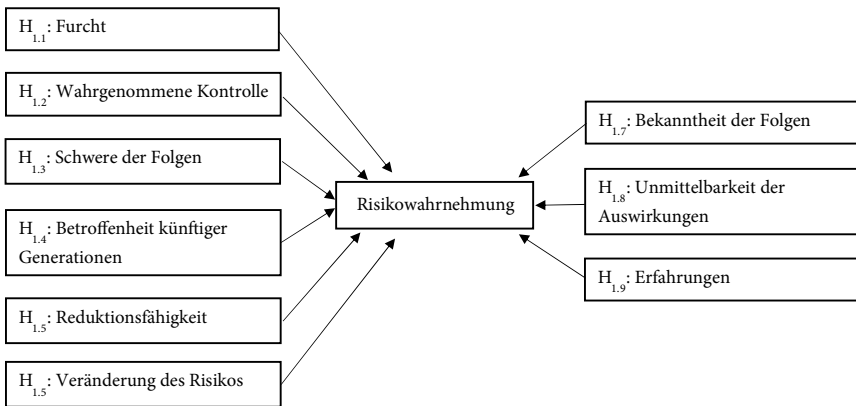 H1.1: Furcht
H1.2: Wahrgenommene Kontrolle
H1.3: Schwere der Folgen
H1.4: Betroffenheit künftiger
Generationen
H1.5: Reduktionsfähigkeit
H1.5: Veränderung des Risikos
Risikowahrnehmung
H1.7: Bekanntheit der Folgen
H1.8: Unmittelbarkeit der
Auswirkungen
H1.9: Erfahrungen